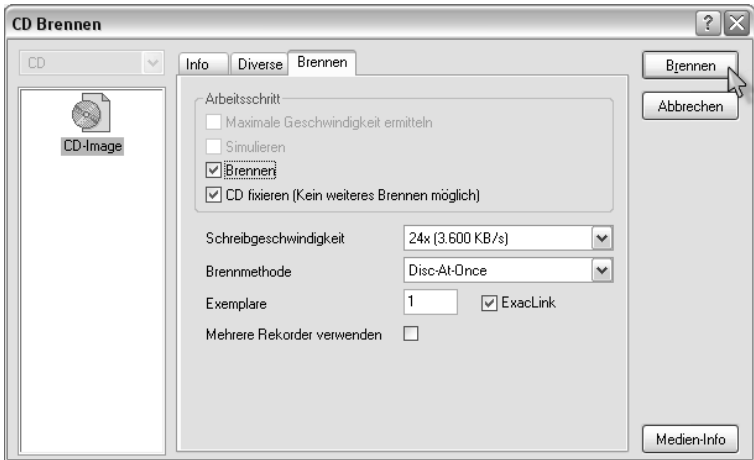 CD Brennen
CD
CD-Image
Info Diverse Brennen
Arbeitsschritt
Maximale Geschwindigkeit ermitteln
Simulieren
Brennen
CD fixieren (Kein weiteres Brennen möglich)
Schreibgeschwindigkeit 24x (3.600 KB/s)
Brennmethode Disc-At-Once
Exemplare 1 ExacLink
Mehrere Rekorder verwenden
Brennen
Abbrechen
Medien-Info